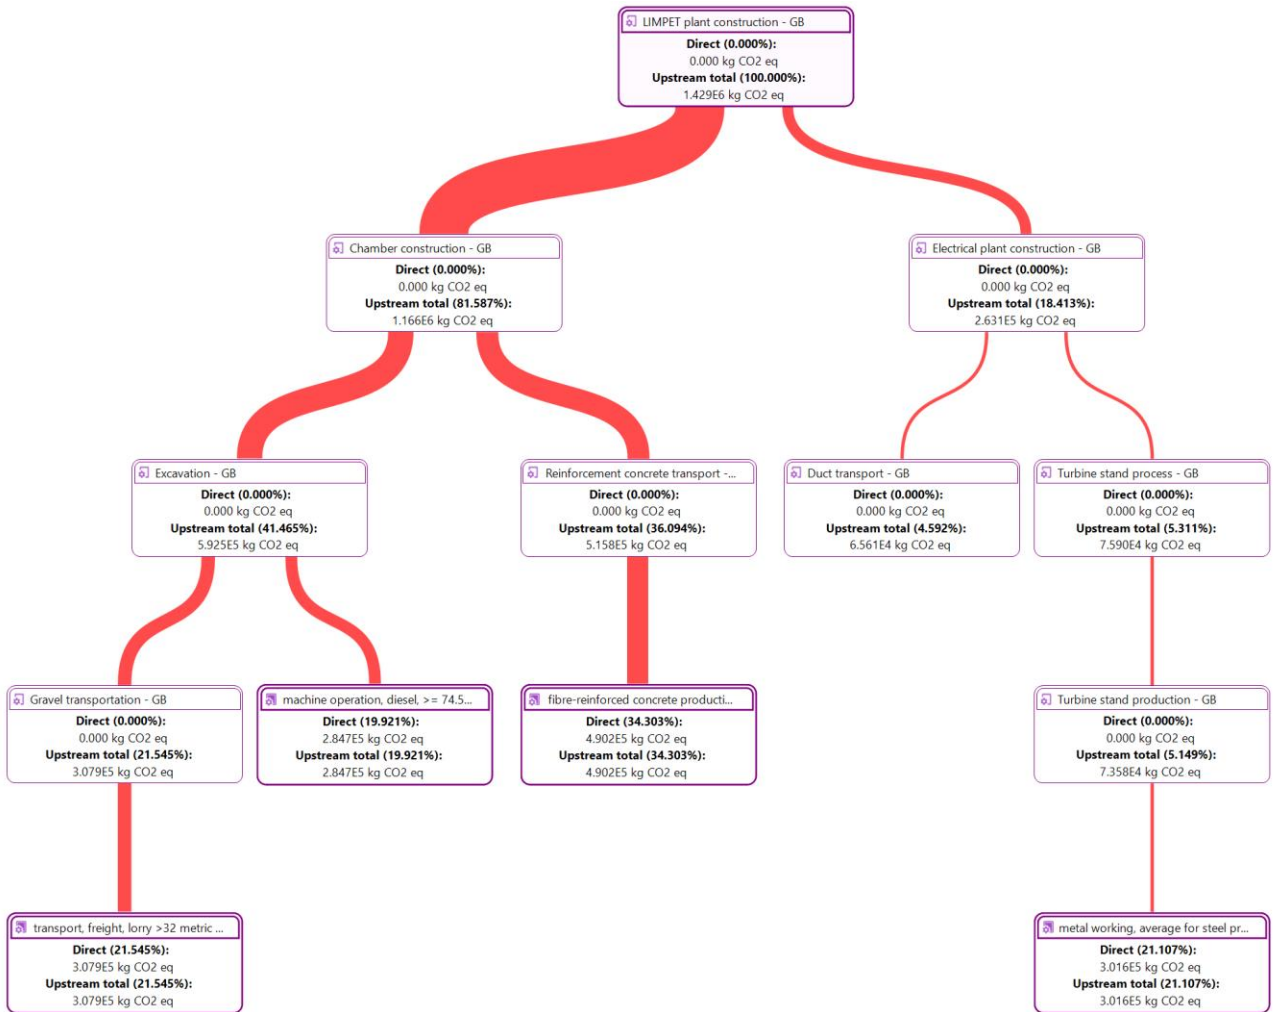 LIMPET plant construction - GB
Direct (0.000%):
0.000 kg CO2 eq
Upstream total (100.000%):
1.429E6 kg CO2 eq
Chamber construction - GB
Direct (0.000%):
0.000 kg CO2 eq
Upstream total (81.587%):
1.166E6 kg CO2 eq
Electrical plant construction - GB
Direct (0.000%):
0.000 kg CO2 eq
Upstream total (18.413%):
2.631E5 kg CO2 eq
Excavation - GB
Direct (0.000%):
0.000 kg CO2 eq
Upstream total (41.465%):
5.925E5 kg CO2 eq
Reinforcement concrete transport -...
Direct (0.000%):
0.000 kg CO2 eq
Upstream total (36.094%):
5.158E5 kg CO2 eq
Duct transport - GB
Direct (0.000%):
0.000 kg CO2 eq
Upstream total (4.592%):
6.561E4 kg CO2 eq
Turbine stand process - GB
Direct (0.000%):
0.000 kg CO2 eq
Upstream total (5.311%):
7.590E4 kg CO2 eq
Gravel transportation - GB
Direct (0.000%):
0.000 kg CO2 eq
Upstream total (21.545%):
3.079E5 kg CO2 eq
machine operation, diesel, >= 74.5...
Direct (19.921%):
2.847E5 kg CO2 eq
Upstream total (19.921%):
2.847E5 kg CO2 eq
fibre-reinforced concrete producti...
Direct (34.303%):
4.902E5 kg CO2 eq
Upstream total (34.303%):
4.902E5 kg CO2 eq
Turbine stand production - GB
Direct (0.000%):
0.000 kg CO2 eq
Upstream total (5.149%):
7.358E4 kg CO2 eq
transport, freight, lorry >32 metric ...
Direct (21.545%):
3.079E5 kg CO2 eq
Upstream total (21.545%):
3.079E5 kg CO2 eq
metal working, average for steel pr...
Direct (21.107%):
3.016E5 kg CO2 eq
Upstream total (21.107%):
3.016E5 kg CO2 eq